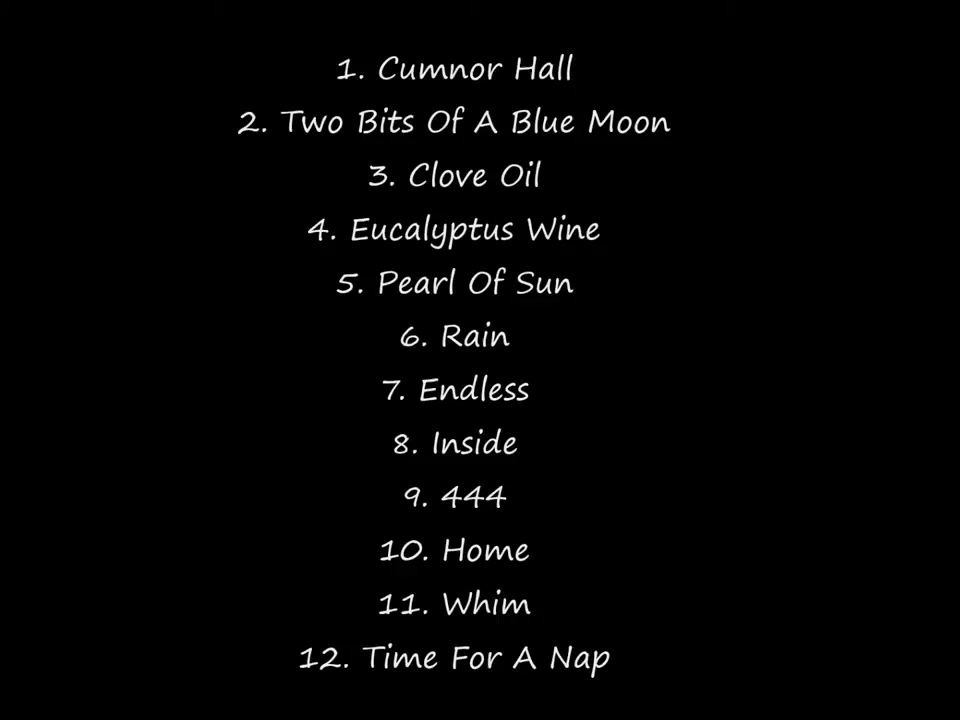 1. Cumnor Hall
2. Two Bits Of A Blue Moon
3. Clove Oil
4. Eucalyptus Wine
5. Pearl Of Sun
6. Rain
7. Endless
8. Inside
9. 444
10. Home
11. Whim
12. Time For A Nap